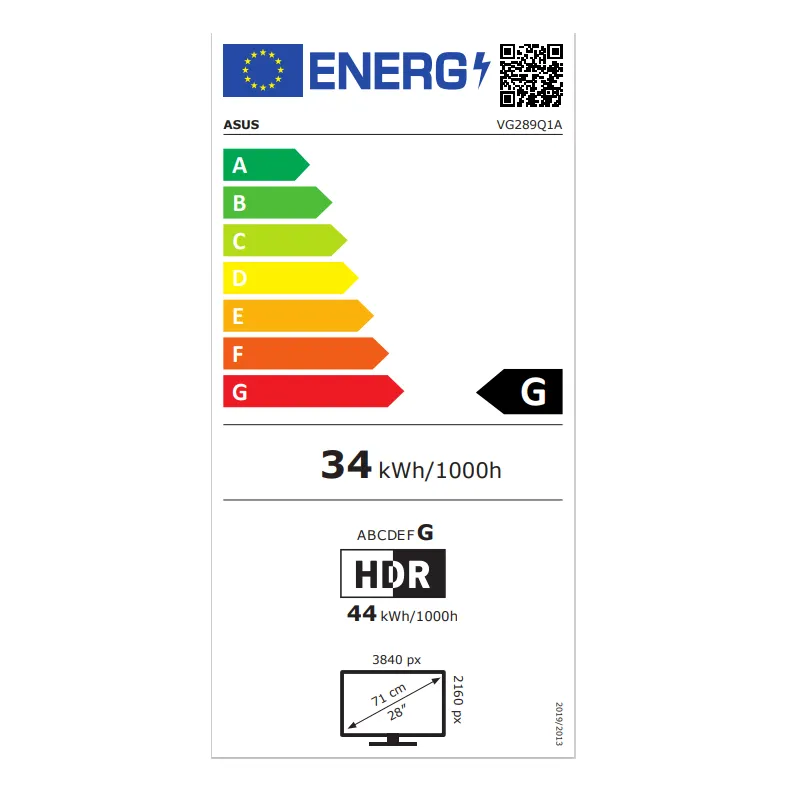 ENERG
ASUS VG289Q1A
A
B
C
D
E
F
G
G
34 kWh/1000h
ABCDEFG
HDR
44 kWh/1000h
3840 px
2160 px
71 cm
28”
2019/2013